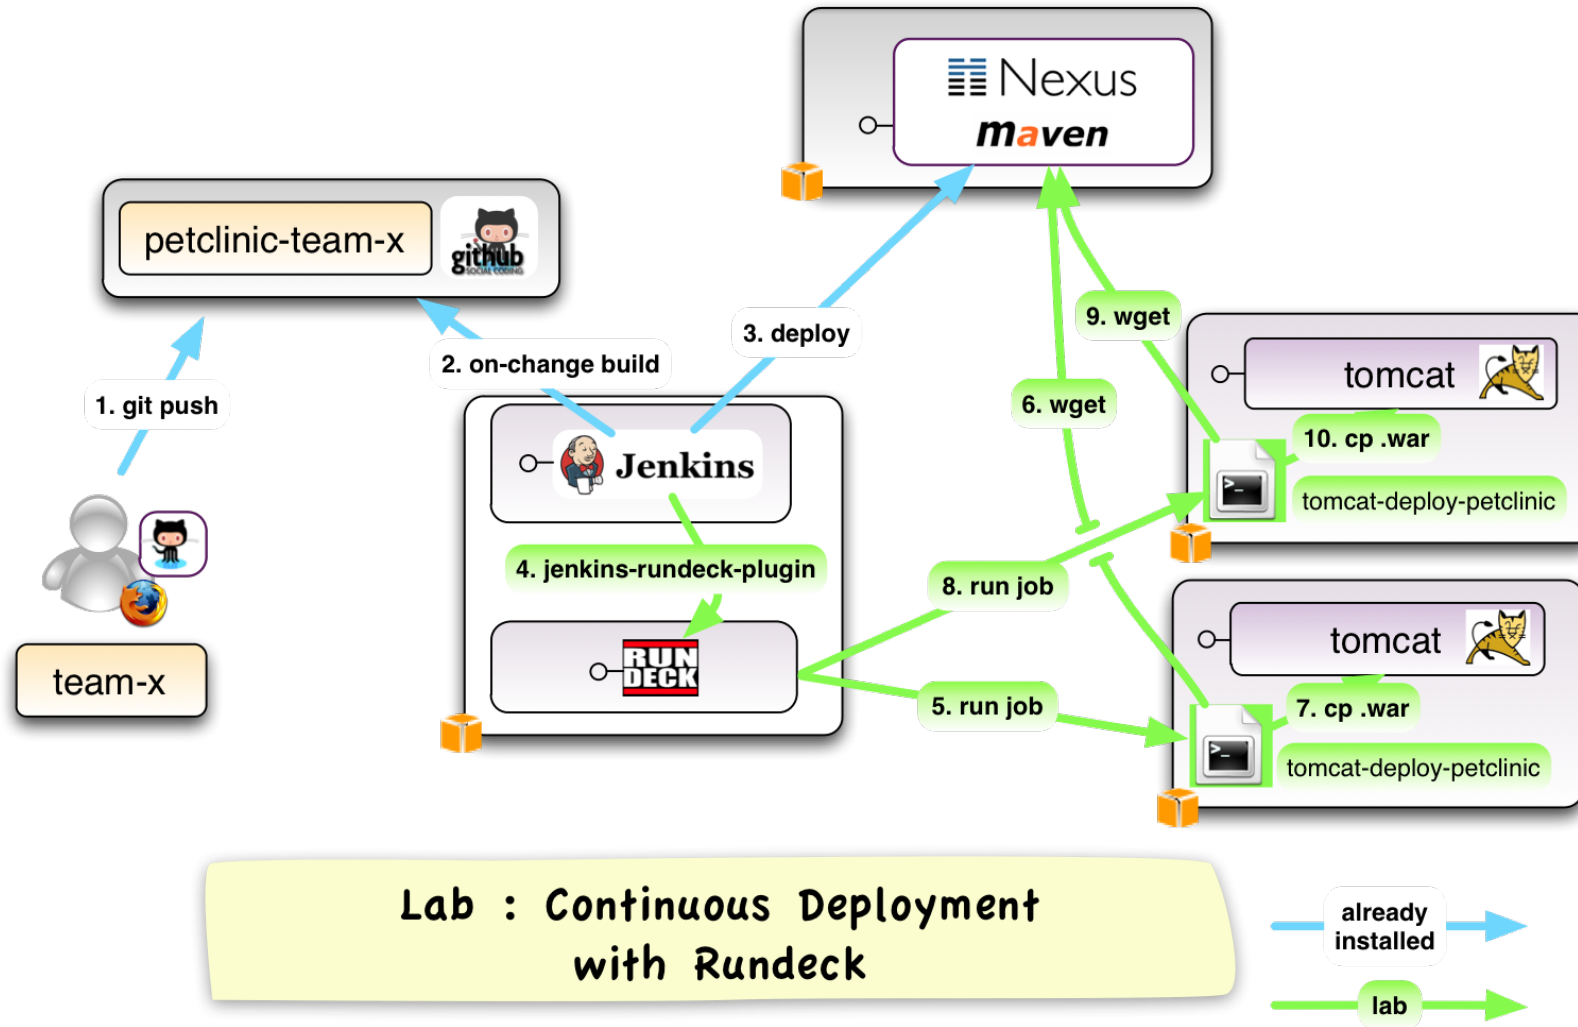 Nexus
maven
petclinic-team-x
github
SOCIAL CODING
1. git push
2. on-change build
3. deploy
9. wget
6. wget
tomcat
10. cp .war
tomcat-deploy-petclinic
Jenkins
>_
4. jenkins-rundeck-plugin
8. run job
RUN
DECK
team-x
5. run job
tomcat
7. cp .war
>_
tomcat-deploy-petclinic
Lab : Continuous Deployment
with Rundeck
already
installed
lab